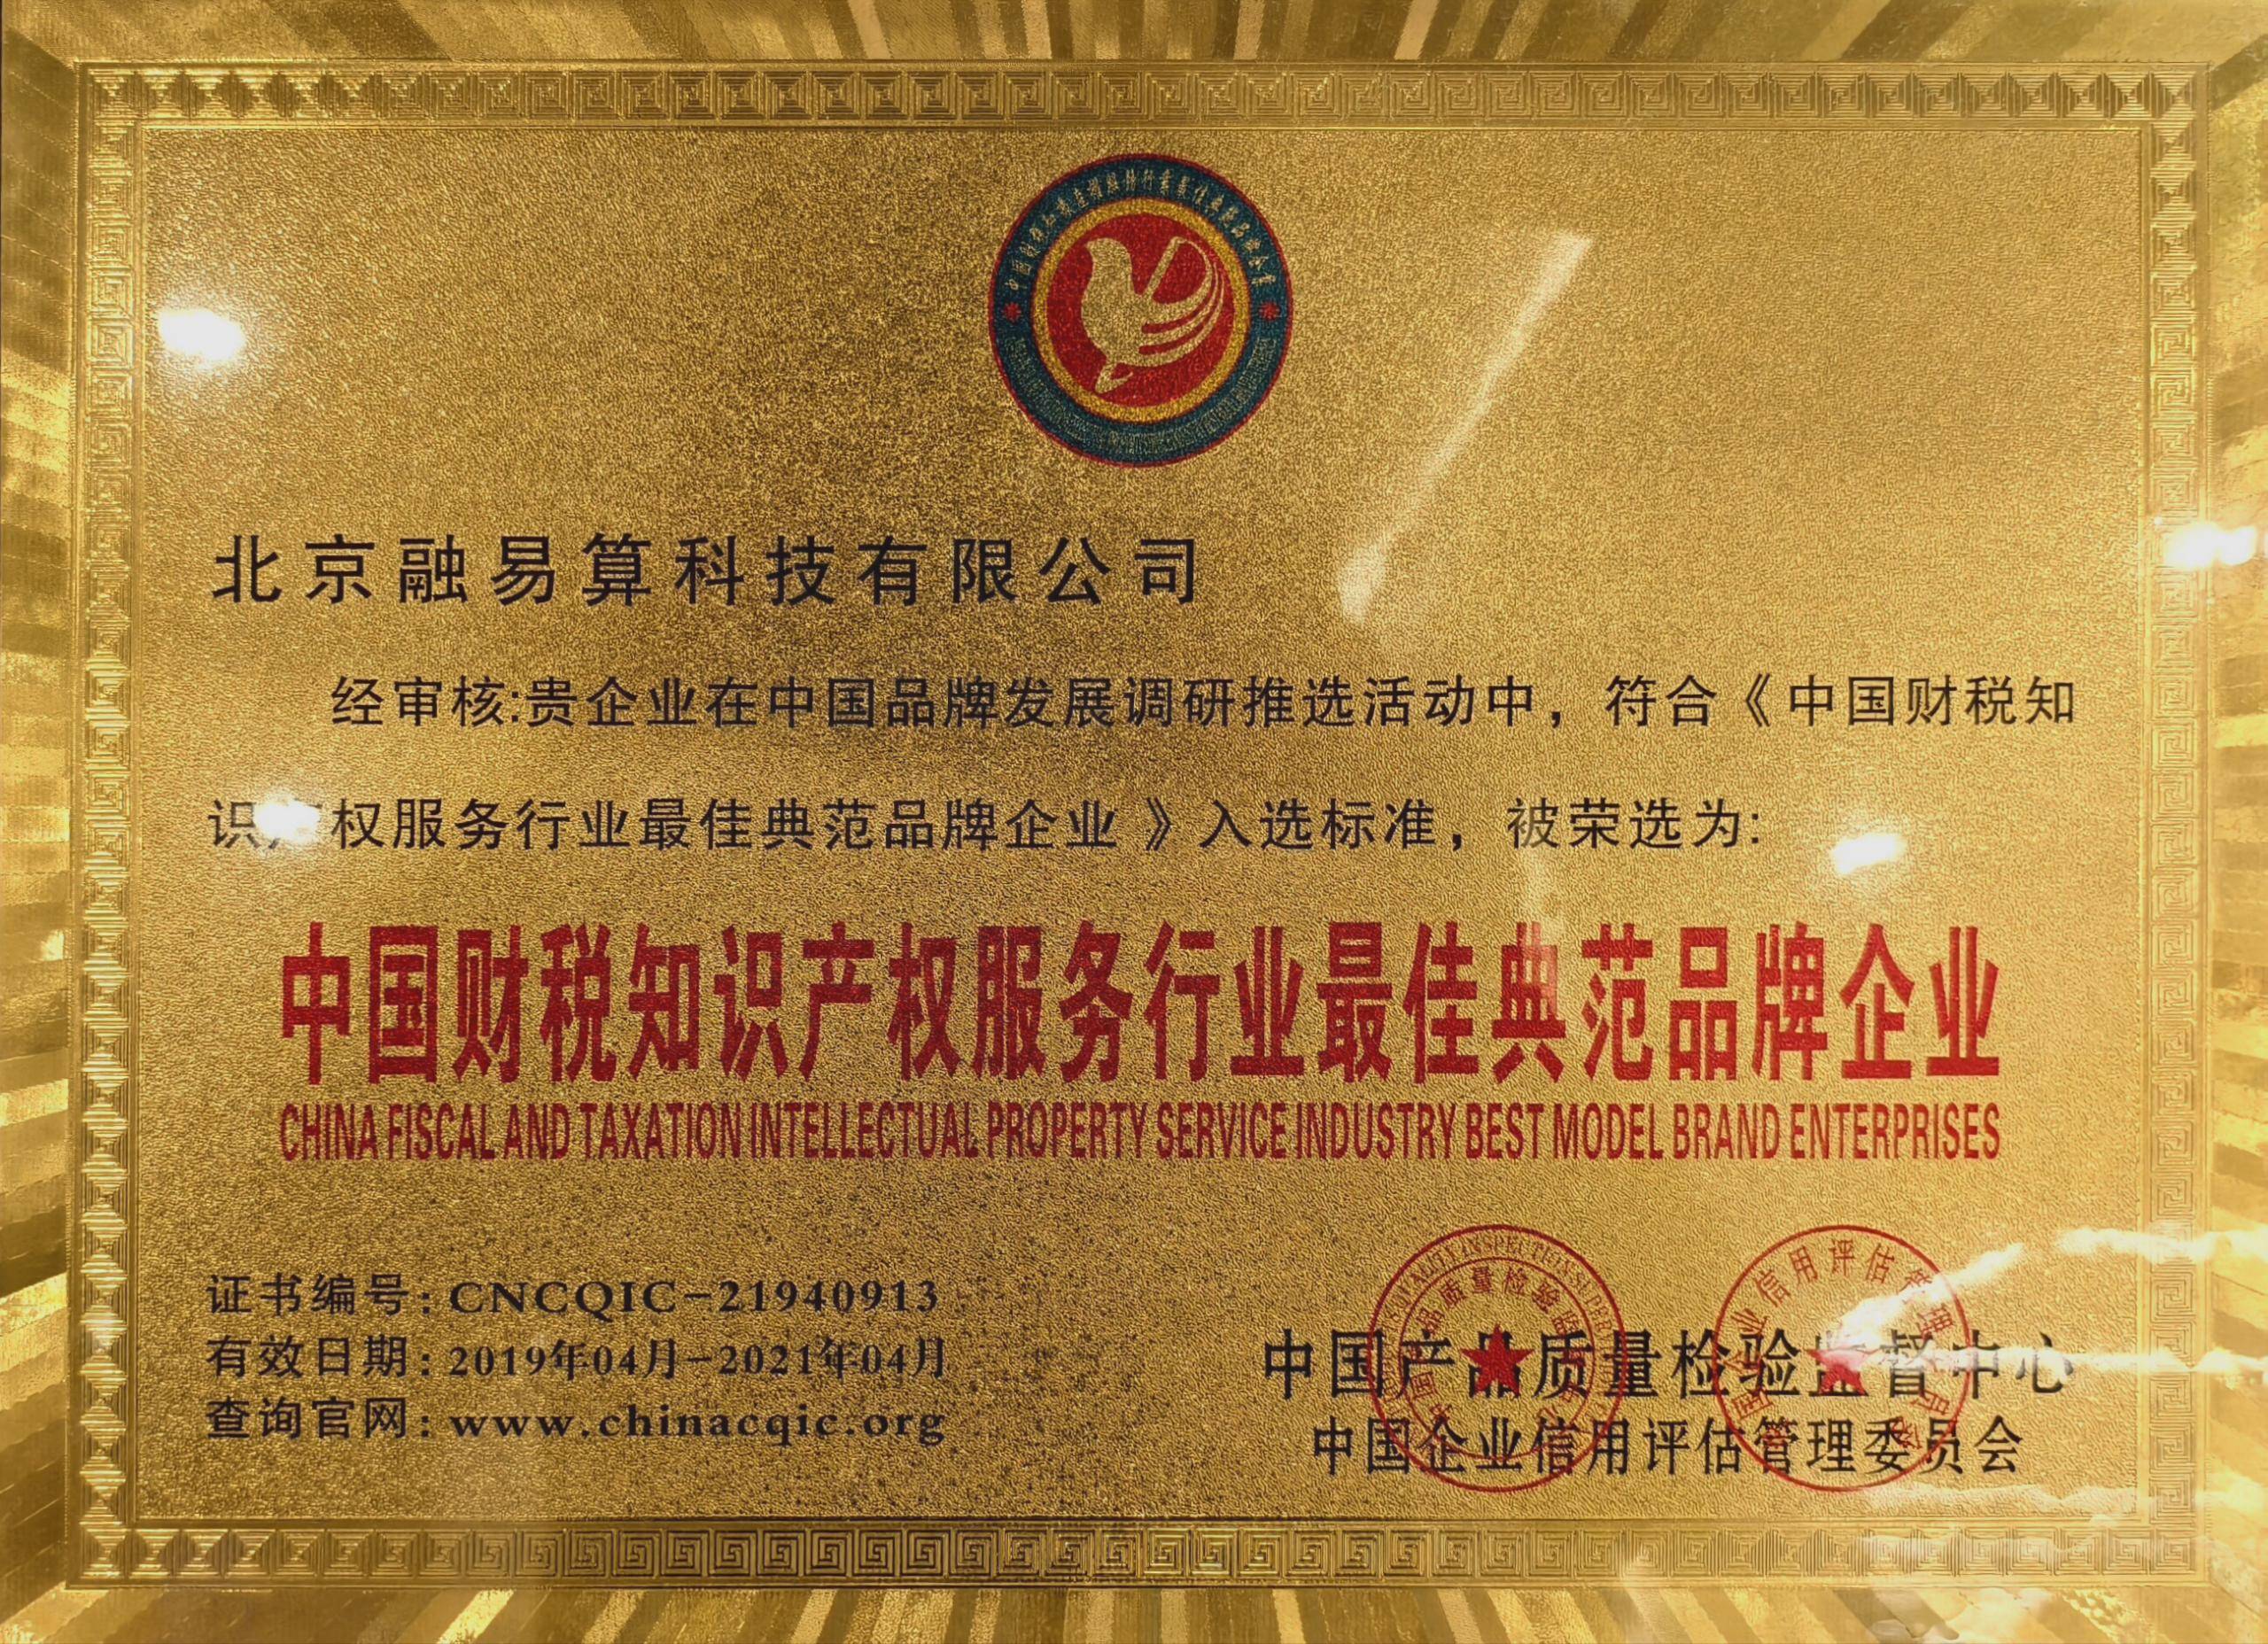 北京融易算科技有限公司
经审核:贵企业在中国品牌发展调研推选活动中，符合《中国财税知
识产权服务行业最佳典范品牌企业》入选标准，被荣选为:
中国财税知识产权服务行业最佳典范品牌企业
CHINA FISCAL AND TAXATION INTELLECTUAL PROPERTY SERVICE INDUSTRY BEST MODEL BRAND ENTERPRISES
证书编号: CNCQIC-21940913
有效日期: 2019年04月-2021年04月
查询官网: www.chinacqic.org
中国产品质量检验监督中心
中国企业信用评估管理委员会